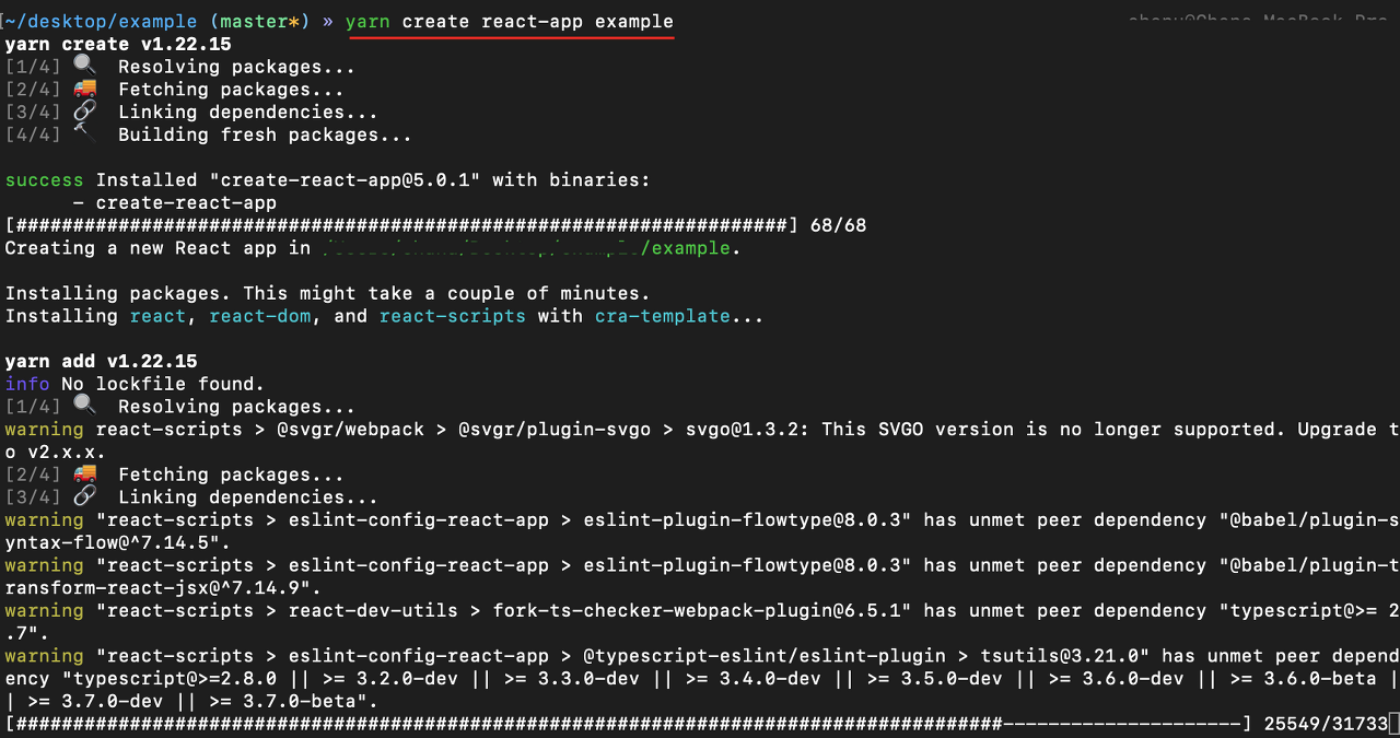 [~/desktop/example (master*) » yarn create react-app example
yarn create v1.22.15
[1/4] 🔍 Resolving packages...
[2/4] 🚚 Fetching packages...
[3/4] 🔗 Linking dependencies...
[4/4] 🔨 Building fresh packages...
success Installed "create-react-app@5.0.1" with binaries:
- create-react-app
[####################################################################] 68/68
Creating a new React app in /example.
Installing packages. This might take a couple of minutes.
Installing react, react-dom, and react-scripts with cra-template...
yarn add v1.22.15
info No lockfile found.
[1/4] 🔍 Resolving packages...
warning react-scripts > @svgr/webpack > @svgr/plugin-svgo > svgo@1.3.2: This SVGO version is no longer supported. Upgrade t
o v2.x.x.
[2/4] 🚚 Fetching packages...
[3/4] 🔗 Linking dependencies...
warning "react-scripts > eslint-config-react-app > eslint-plugin-flowtype@8.0.3" has unmet peer dependency "@babel/plugin-s
yntax-flow@^7.14.5".
warning "react-scripts > eslint-config-react-app > eslint-plugin-flowtype@8.0.3" has unmet peer dependency "@babel/plugin-t
ransform-react-jsx@^7.14.9".
warning "react-scripts > react-dev-utils > fork-ts-checker-webpack-plugin@6.5.1" has unmet peer dependency "typescript@>= 2
.7".
warning "react-scripts > eslint-config-react-app > @typescript-eslint/eslint-plugin > tsutils@3.21.0" has unmet peer depend
ency "typescript@>=2.8.0 || >= 3.2.0-dev || >= 3.3.0-dev || >= 3.4.0-dev || >= 3.5.0-dev || >= 3.6.0-dev || >= 3.6.0-beta |
| >= 3.7.0-dev || >= 3.7.0-beta".
[#######################################################################################---------------------] 25549/31733